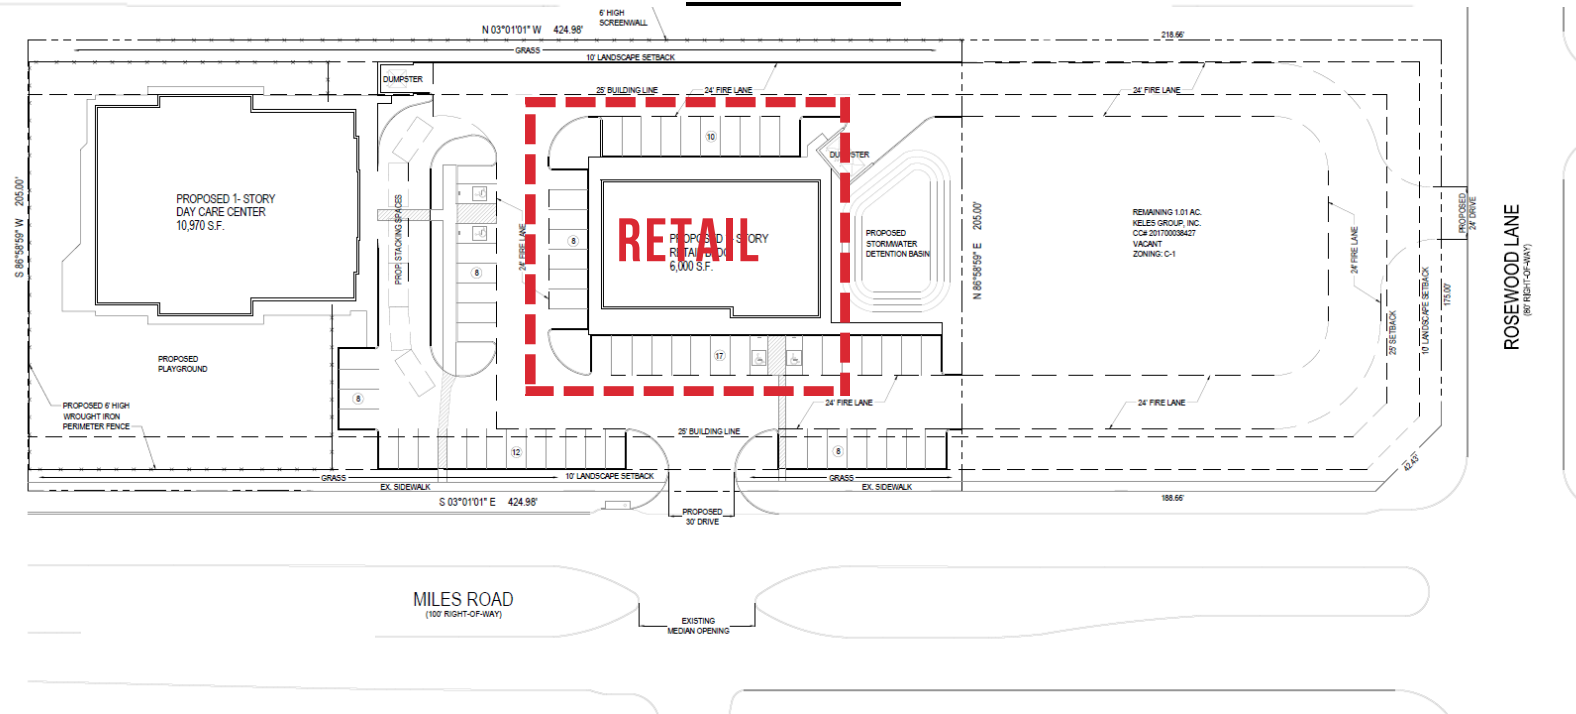 6' HIGH
SCREENWALL
N 03°01'01" W 424.98'
218.66'
GRASS
10' LANDSCAPE SETBACK
DUMPSTER
25' BUILDING LINE
24' FIRE LANE
24' FIRE LANE
10
DUMPSTER
S 86°58'59" W 205.00'
PROPOSED 1- STORY
DAY CARE CENTER
10,970 S.F.
PROP. STACKING SPACES
8
24' FIRE LANE
8
RETAIL
PROPOSED STORY
RETAIL
6,000 S.F.
PROPOSED
STORMWATER
DETENTION BASIN
N 86°58'59" E 205.00'
REMAINING 1.01 AC.
KELES GROUP, INC.
CC# 201700038427
VACANT
ZONING: C-1
24' FIRE LANE
25' SETBACK
10' LANDSCAPE SETBACK
175.00'
PROPOSED
24' DRIVE
ROSEWOOD LANE
(80' RIGHT-OF-WAY)
PROPOSED
PLAYGROUND
17
6
PROPOSED 6' HIGH
WROUGHT IRON
PERIMETER FENCE
24' FIRE LANE
24' FIRE LANE
25' BUILDING LINE
12
8
42.43'
GRASS
10' LANDSCAPE SETBACK
GRASS
EX. SIDEWALK
EX. SIDEWALK
S 03°01'01" E 424.98'
188.66'
PROPOSED
30' DRIVE
MILES ROAD
(100' RIGHT-OF-WAY)
EXISTING
MEDIAN OPENING